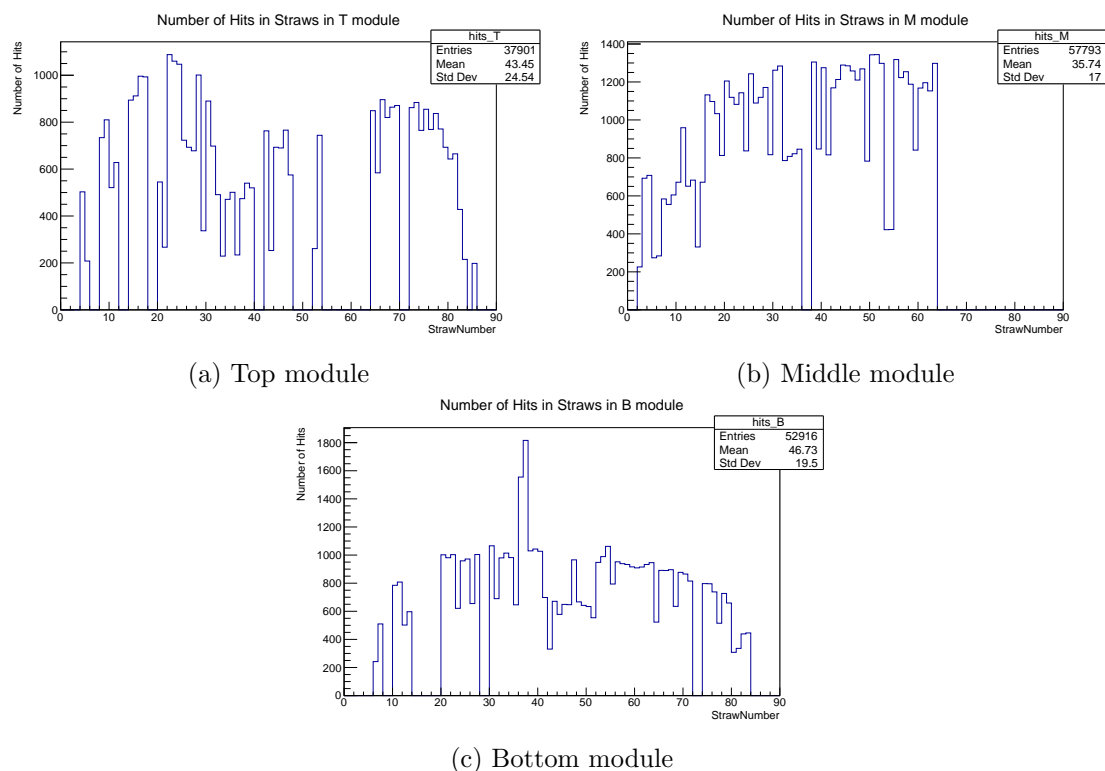 Number of Hits in Straws in T module
hits_T
Entries 37901
Mean 43.45
Std Dev 24.54
Number of Hits
1000
800
600
400
200
0
0 10 20 30 40 50 60 70 80 90
StrawNumber
(a) Top module
Number of Hits in Straws in M module
hits_M
Entries 57793
Mean 35.74
Std Dev 17
Number of Hits
1400
1200
1000
800
600
400
200
0
0 10 20 30 40 50 60 70 80 90
StrawNumber
(b) Middle module
Number of Hits in Straws in B module
hits_B
Entries 52916
Mean 46.73
Std Dev 19.5
Number of Hits
1800
1600
1400
1200
1000
800
600
400
200
0
0 10 20 30 40 50 60 70 80 90
StrawNumber
(c) Bottom module